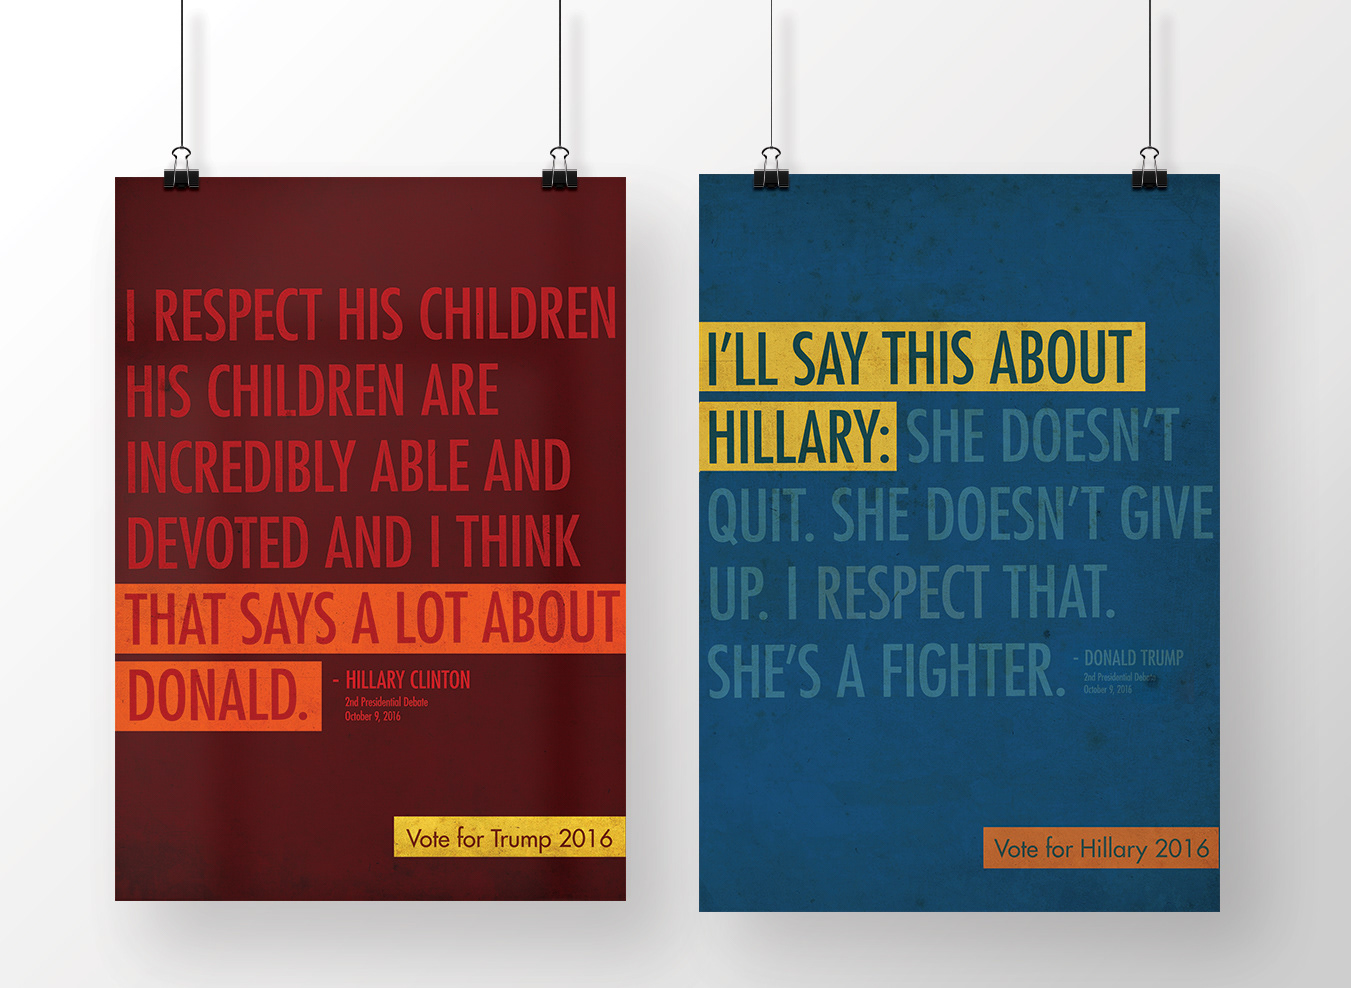 I RESPECT HIS CHILDREN
HIS CHILDREN ARE
INCREDIBLY ABLE AND
DEVOTED AND I THINK
THAT SAYS A LOT ABOUT
DONALD.
- HILLARY CLINTON
2nd Presidential Debate
October 9, 2016
Vote for Trump 2016
I'LL SAY THIS ABOUT
HILLARY: SHE DOESN'T
QUIT. SHE DOESN'T GIVE
UP. I RESPECT THAT.
SHE'S A FIGHTER.
- DONALD TRUMP
2nd Presidential Debate
October 9, 2016
Vote for Hillary 2016